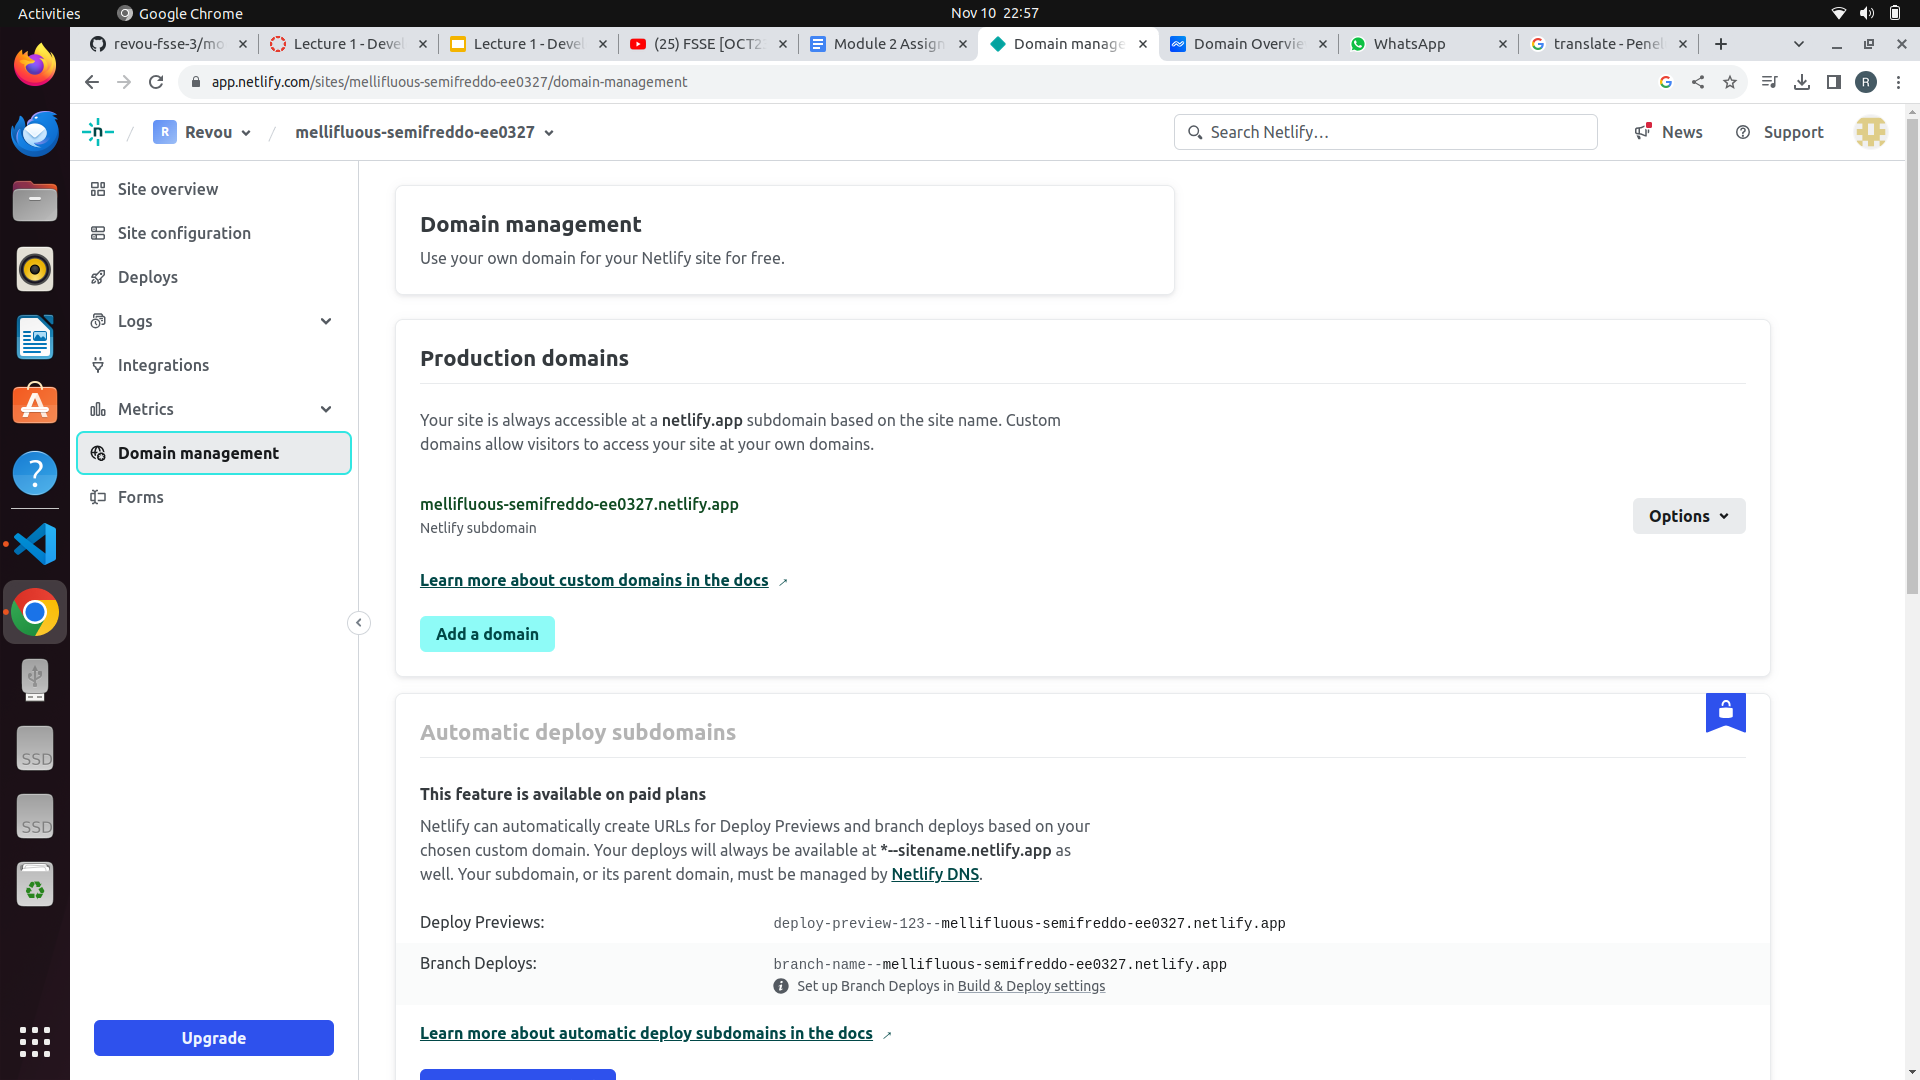 Activities
Google Chrome
Nov 10 22:57
revou-fsse-3/mo
Lecture 1 - Devel
Lecture 1 - Devel
(25) FSSE [OCT23
Module 2 Assign
Domain manage
Domain Overvie
WhatsApp
translate - Penel
app.netlify.com/sites/mellifluous-semifreddo-ee0327/domain-management
R
R Revou
mellifluous-semifreddo-ee0327
Search Netlify…
News
Support
Site overview
Site configuration
Deploys
Logs
Integrations
Metrics
Domain management
Forms
Upgrade
Domain management
Use your own domain for your Netlify site for free.
Production domains
Your site is always accessible at a netlify.app subdomain based on the site name. Custom
domains allow visitors to access your site at your own domains.
mellifluous-semifreddo-ee0327.netlify.app
Netlify subdomain
Options
Learn more about custom domains in the docs
Add a domain
Automatic deploy subdomains
This feature is available on paid plans
Netlify can automatically create URLs for Deploy Previews and branch deploys based on your
chosen custom domain. Your deploys will always be available at *--sitename.netlify.app as
well. Your subdomain, or its parent domain, must be managed by Netlify DNS.
Deploy Previews:
deploy-preview-123--mellifluous-semifreddo-ee0327.netlify.app
Branch Deploys:
branch-name--mellifluous-semifreddo-ee0327.netlify.app
Set up Branch Deploys in Build & Deploy settings
Learn more about automatic deploy subdomains in the docs
SSD
SSD